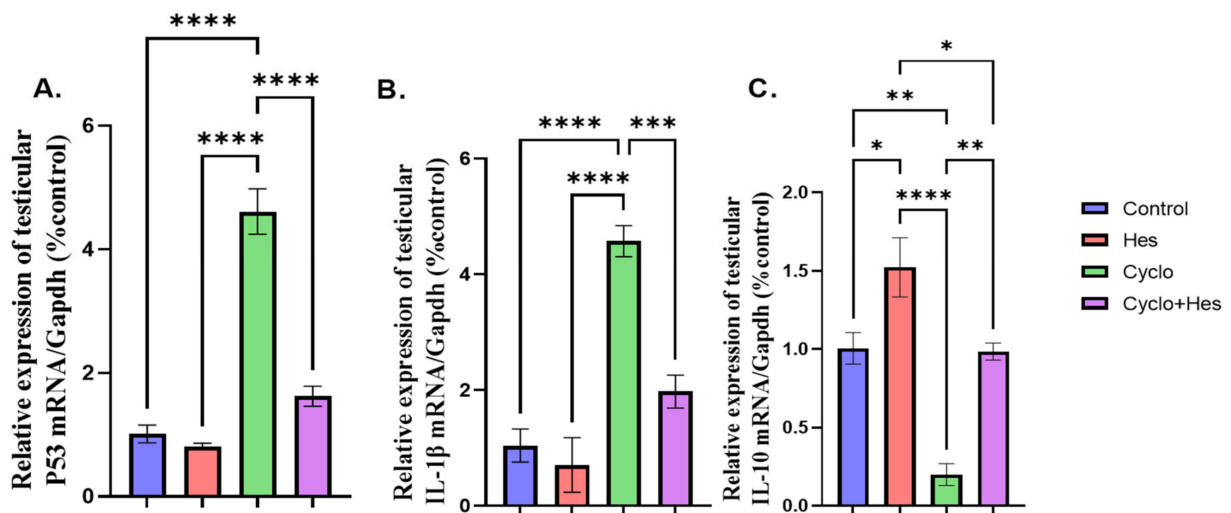 A.
****
****
****
Relative expression of testicular
P53 mRNA/Gapdh (%control)
6
4
2
0
B.
****
***
****
Relative expression of testicular
IL-1β mRNA/Gapdh (%control)
6
4
2
0
C.
*
**
*
**
****
Relative expression of testicular
IL-10 mRNA/Gapdh (%control)
2.0
1.5
1.0
0.5
0.0
Control
Hes
Cyclo
Cyclo+Hes